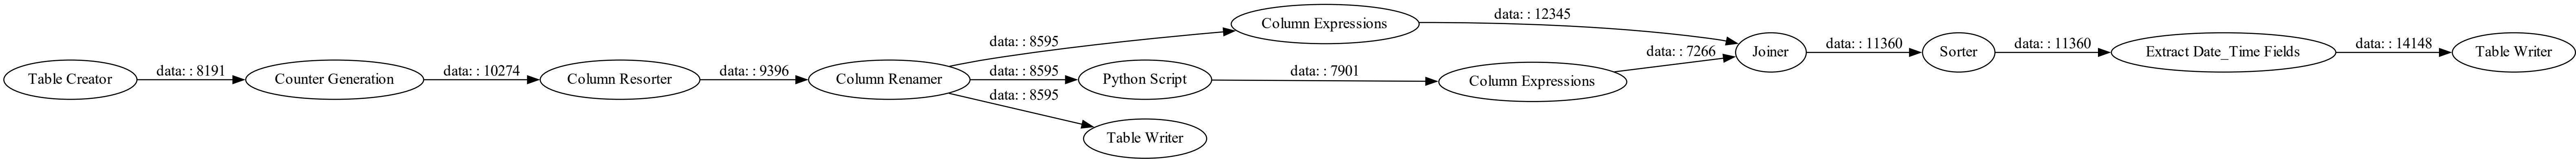 Table Creator
data: : 8191
Counter Generation
data: : 10274
Column Resorter
data: : 9396
Column Renamer
data: : 8595
data: : 8595
data: : 8595
Column Expressions
Python Script
Table Writer
data: : 12345
data: : 7901
Column Expressions
data: : 7266
Joiner
data: : 11360
Sorter
data: : 11360
Extract Date_Time Fields
data: : 14148
Table Writer